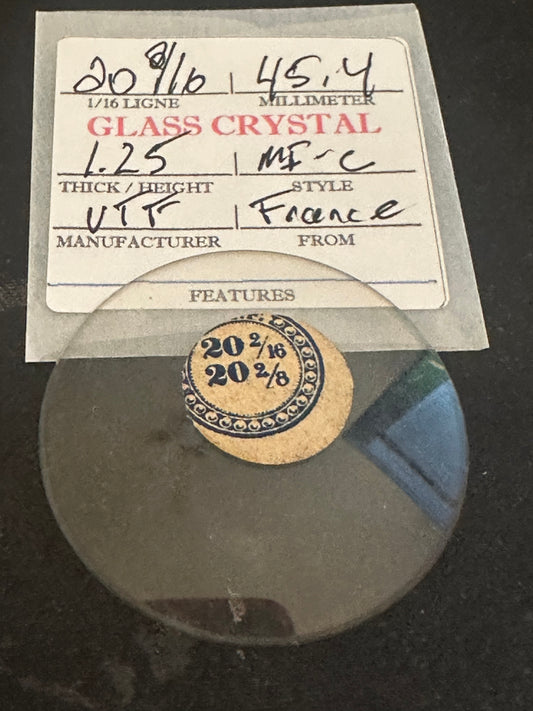 20 8/16 | 45.4
1/16 LIGNE MILLIMETER
GLASS CRYSTAL
1.25 | MI-C
THICK / HEIGHT STYLE
VTF | France
MANUFACTURER FROM
FEATURES
20 2/16
20 2/8